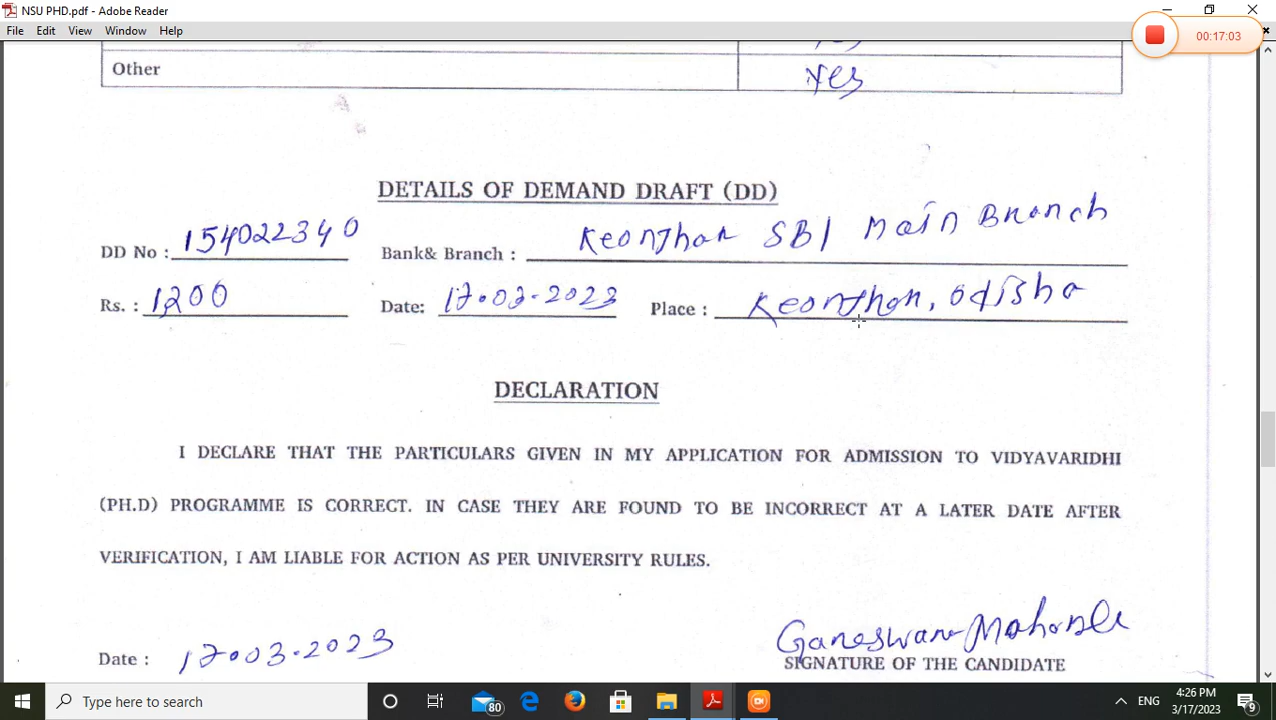 NSU PHD.pdf - Adobe Reader
File Edit View Window Help
00:17:03
Other Yes
DETAILS OF DEMAND DRAFT (DD)
DD No : 154022340 Bank& Branch : Keonjhar SBI Main Branch
Rs. : 1200 Date: 17.03.2023 Place : Keonjhar, Odisha
DECLARATION
I DECLARE THAT THE PARTICULARS GIVEN IN MY APPLICATION FOR ADMISSION TO VIDYAVARIDHI
(PH.D) PROGRAMME IS CORRECT. IN CASE THEY ARE FOUND TO BE INCORRECT AT A LATER DATE AFTER
VERIFICATION, I AM LIABLE FOR ACTION AS PER UNIVERSITY RULES.
Ganeswar
Date : 17.03.2023
SIGNATURE OF THE CANDIDATE
Type here to search 80 ENG 4:26 PM
3/17/2023 9